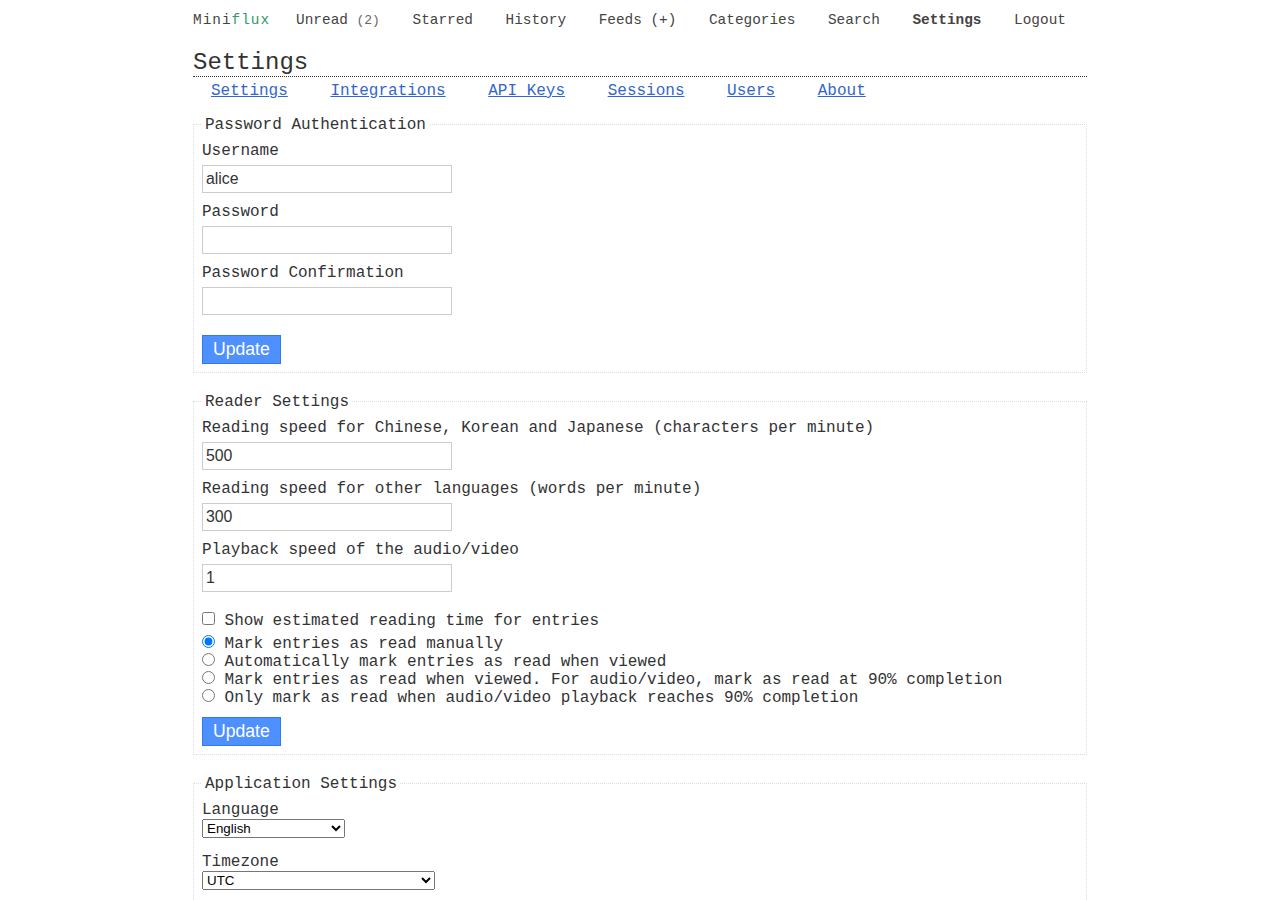 Miniflux Unread (2) Starred History Feeds (+) Categories Search Settings Logout
Settings
Settings Integrations API Keys Sessions Users About
Password Authentication
Username
alice
Password
Password Confirmation
Update
Reader Settings
Reading speed for Chinese, Korean and Japanese (characters per minute)
500
Reading speed for other languages (words per minute)
300
Playback speed of the audio/video
1
Show estimated reading time for entries
Mark entries as read manually
Automatically mark entries as read when viewed
Mark entries as read when viewed. For audio/video, mark as read at 90% completion
Only mark as read when audio/video playback reaches 90% completion
Update
Application Settings
Language
English
Timezone
UTC